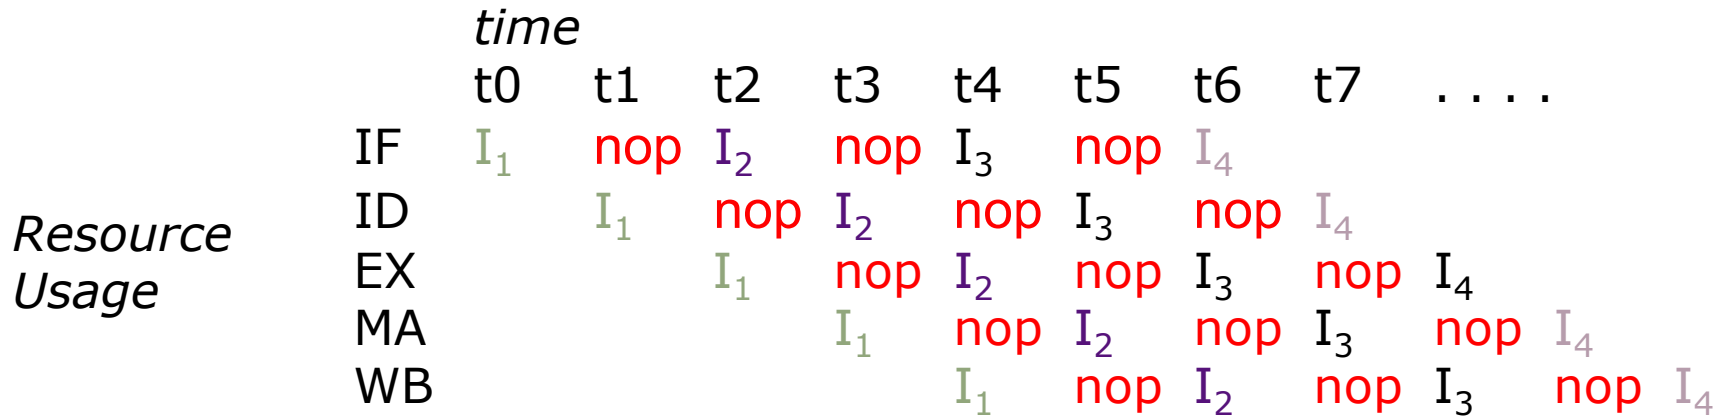 time
t0 t1 t2 t3 t4 t5 t6 t7 . . . .
IF I₁ nop I₂ nop I₃ nop I₄
ID I₁ nop I₂ nop I₃ nop I₄
Resource
Usage
EX I₁ nop I₂ nop I₃ nop I₄
MA I₁ nop I₂ nop I₃ nop I₄
WB I₁ nop I₂ nop I₃ nop I₄